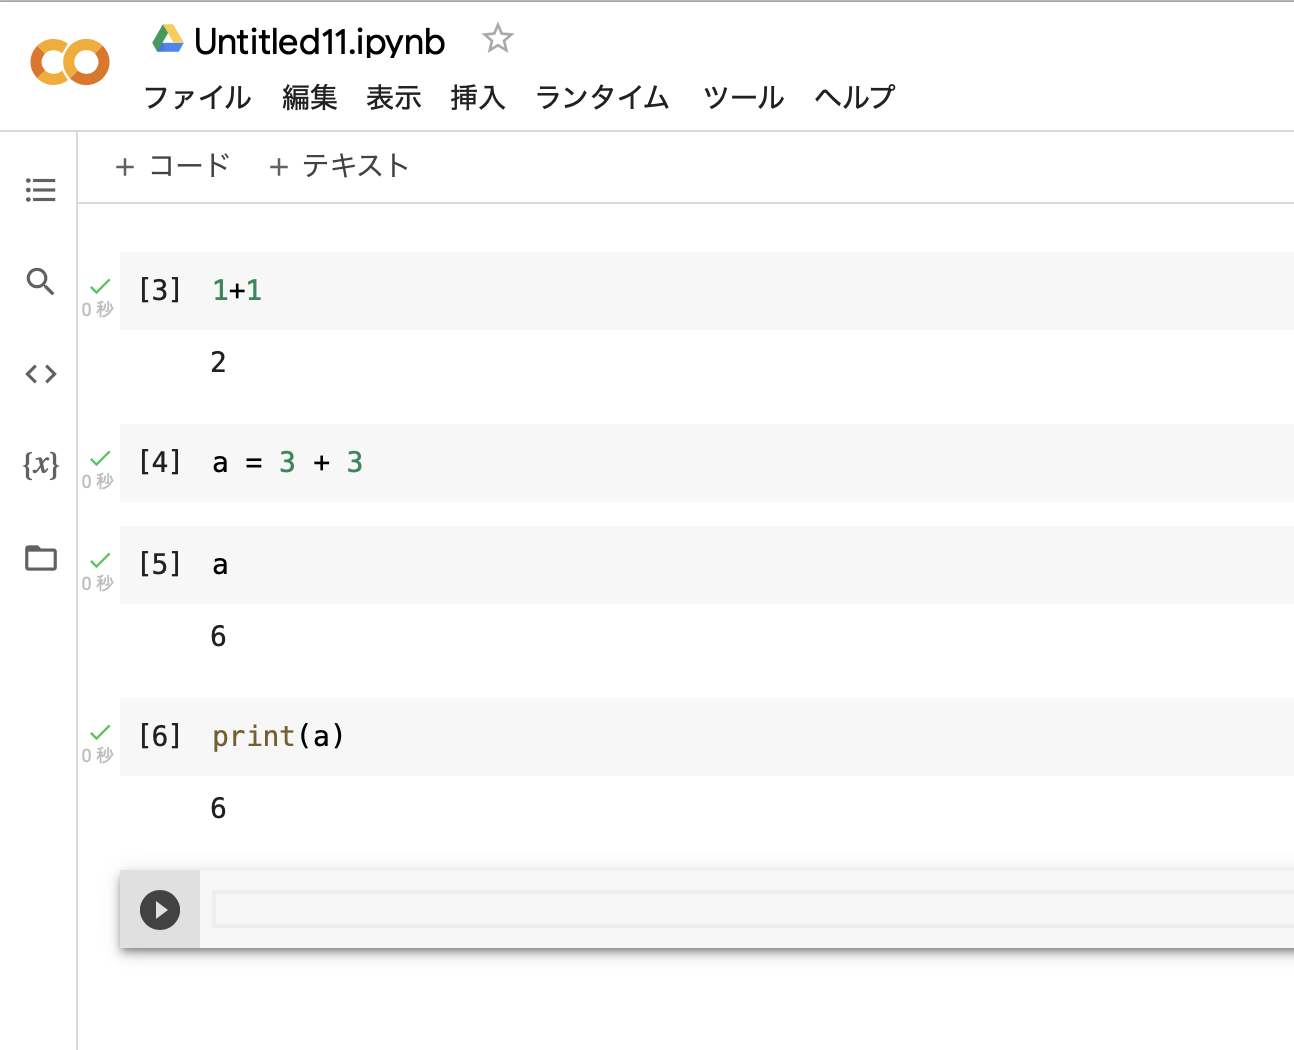 Untitled11.ipynb
ファイル 編集 表示 挿入 ランタイム ツール ヘルプ
+ コード + テキスト
[3] 1+1
0 秒
2
[4] a = 3 + 3
0 秒
{x}
[5] a
0 秒
6
[6] print(a)
0 秒
6